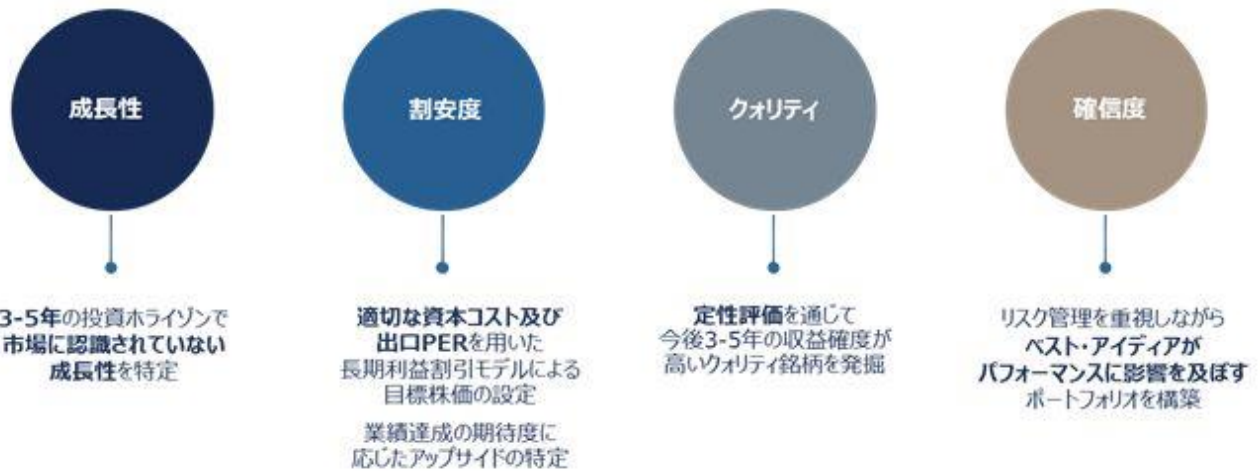 成長性
3-5年の投資ホライゾンで
市場に認識されていない
成長性を特定
割安度
適切な資本コスト及び
出口PERを用いた
長期利益割引モデルによる
目標株価の設定
業績達成の期待度に
応じたアップサイドの特定
クォリティ
定性評価を通じて
今後3-5年の収益確度が
高いクォリティ銘柄を発掘
確信度
リスク管理を重視しながら
ベスト・アイディアが
パフォーマンスに影響を及ぼす
ポートフォリオを構築